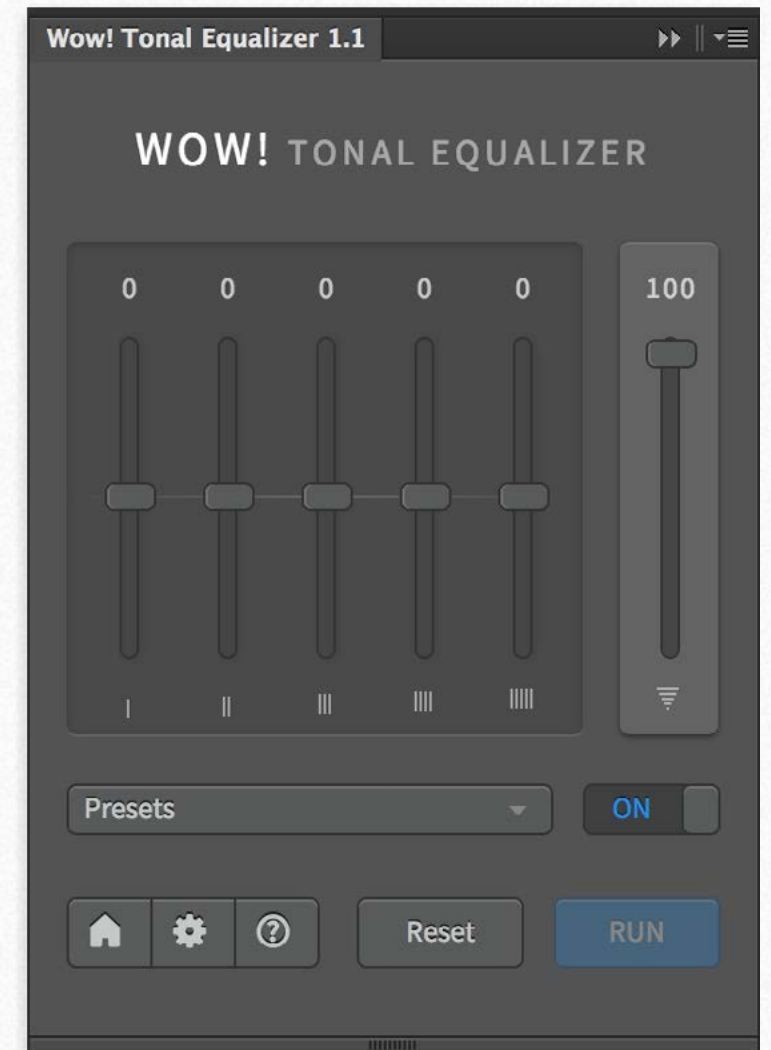 Wow! Tonal Equalizer 1.1
WOW! TONAL EQUALIZER
0 0 0 0 0 100
Presets ON
? Reset RUN